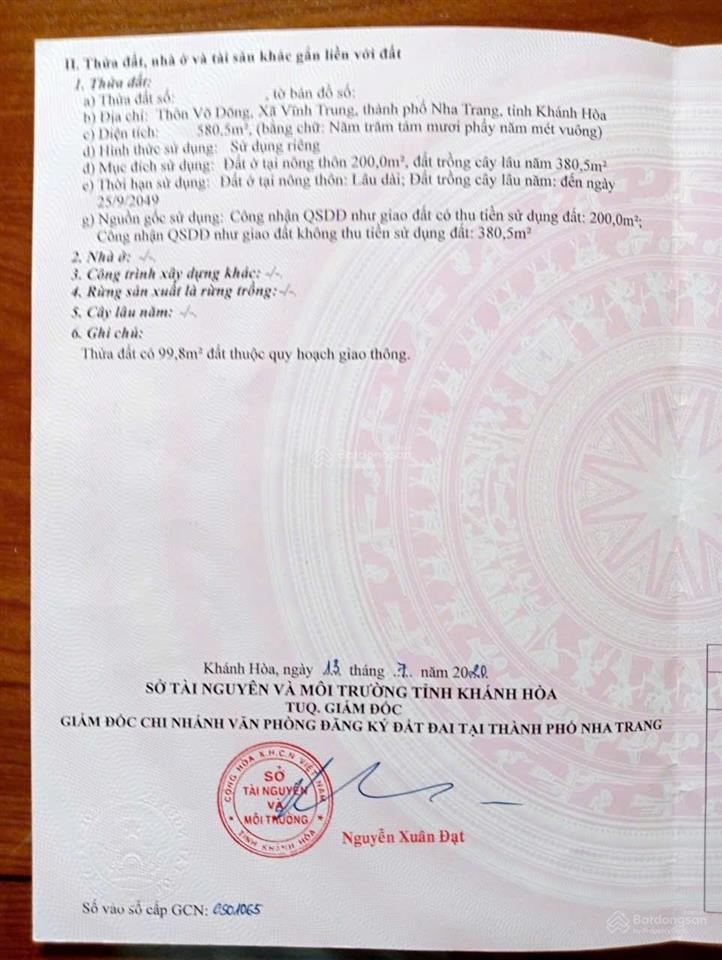 II. Thửa đất, nhà ở và tài sản khác gắn liền với đất
1. Thửa đất:
a) Thửa đất số: , tờ bản đồ số:
b) Địa chỉ: Thôn Võ Dõng, Xã Vĩnh Trung, thành phố Nha Trang, tỉnh Khánh Hòa
c) Diện tích: 580,5m², (bằng chữ: Năm trăm tám mươi phẩy năm mét vuông)
d) Hình thức sử dụng: Sử dụng riêng
đ) Mục đích sử dụng: Đất ở tại nông thôn 200,0m², đất trồng cây lâu năm 380,5m²
e) Thời hạn sử dụng: Đất ở tại nông thôn: Lâu dài; Đất trồng cây lâu năm: đến ngày
25/9/2049
g) Nguồn gốc sử dụng: Công nhận QSDĐ như giao đất có thu tiền sử dụng đất: 200,0m²;
Công nhận QSDĐ như giao đất không thu tiền sử dụng đất: 380,5m²
2. Nhà ở: -/-
3. Công trình xây dựng khác: -/-
4. Rừng sản xuất là rừng trồng: -/-
5. Cây lâu năm: -/-
6. Ghi chú:
Thửa đất có 99,8m² đất thuộc quy hoạch giao thông.
Batdongsan
Khánh Hòa, ngày 13 tháng 7 năm 2020
SỞ TÀI NGUYÊN VÀ MÔI TRƯỜNG TỈNH KHÁNH HÒA
TUQ. GIÁM ĐỐC
GIÁM ĐỐC CHI NHÁNH VĂN PHÒNG ĐĂNG KÝ ĐẤT ĐAI TẠI THÀNH PHỐ NHA TRANG
CỘNG HÒA X.H.C.N VIỆT NAM
SỞ
TÀI NGUYÊN
VÀ
MÔI TRƯỜNG
TỈNH KHÁNH HÒA
Nguyễn Xuân Đạt
Số vào sổ cấp GCN: CS01065
Batdongsan
by PropertyGuru